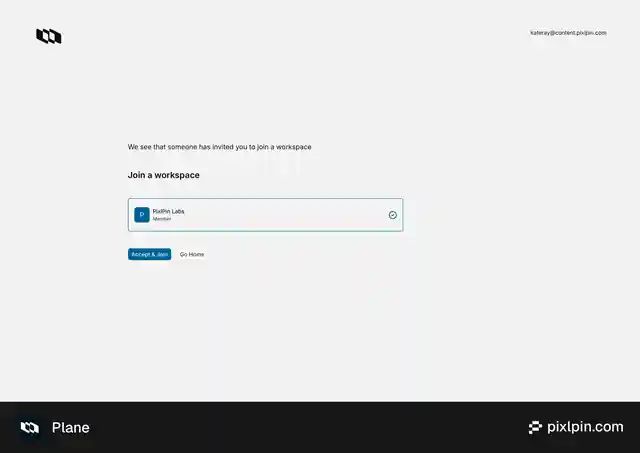 kateray@content.pixlpin.com
We see that someone has invited you to join a workspace
Join a workspace
P
PixlPin Labs
Member
Accept & Join
Go Home
Plane
pixlpin.com